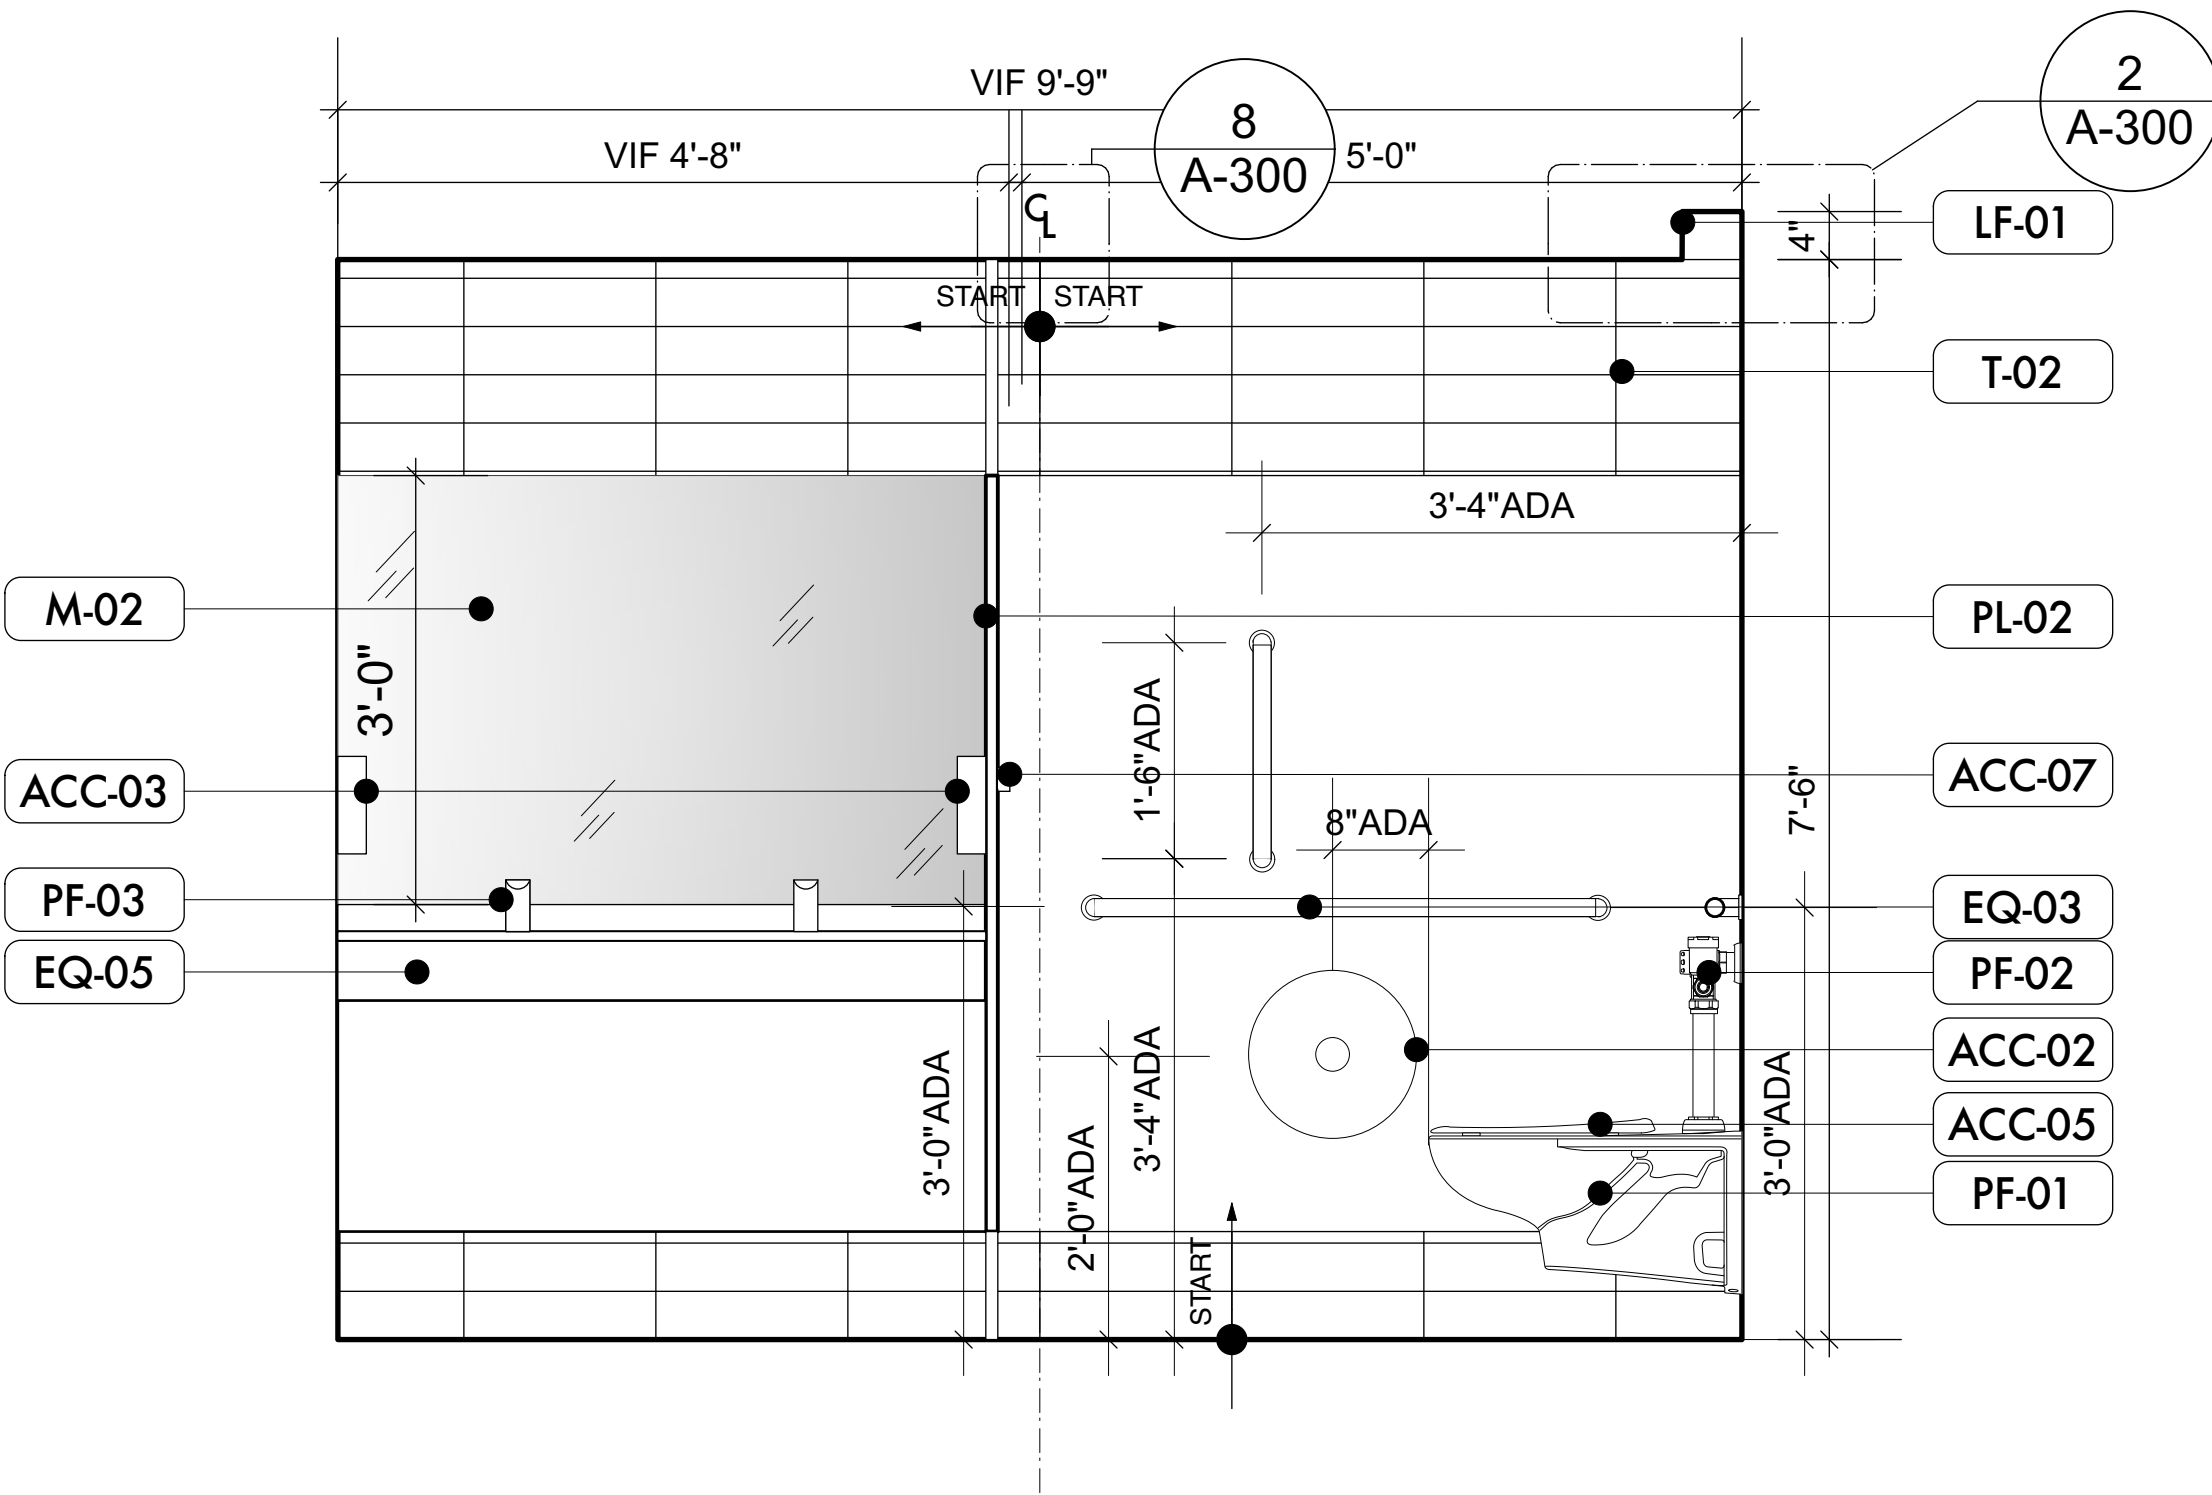 2
A-300
VIF 9'-9"
8
A-300
VIF 4'-8"
5'-0"
CL
LF-01
4"
START START
T-02
3'-4"ADA
M-02
PL-02
3'-0"
1'-6"ADA
ACC-03
ACC-07
7'-6"
8"ADA
PF-03
EQ-03
EQ-05
PF-02
ACC-02
3'-0"ADA
2'-0"ADA
3'-4"ADA
3'-0"ADA
ACC-05
PF-01
START